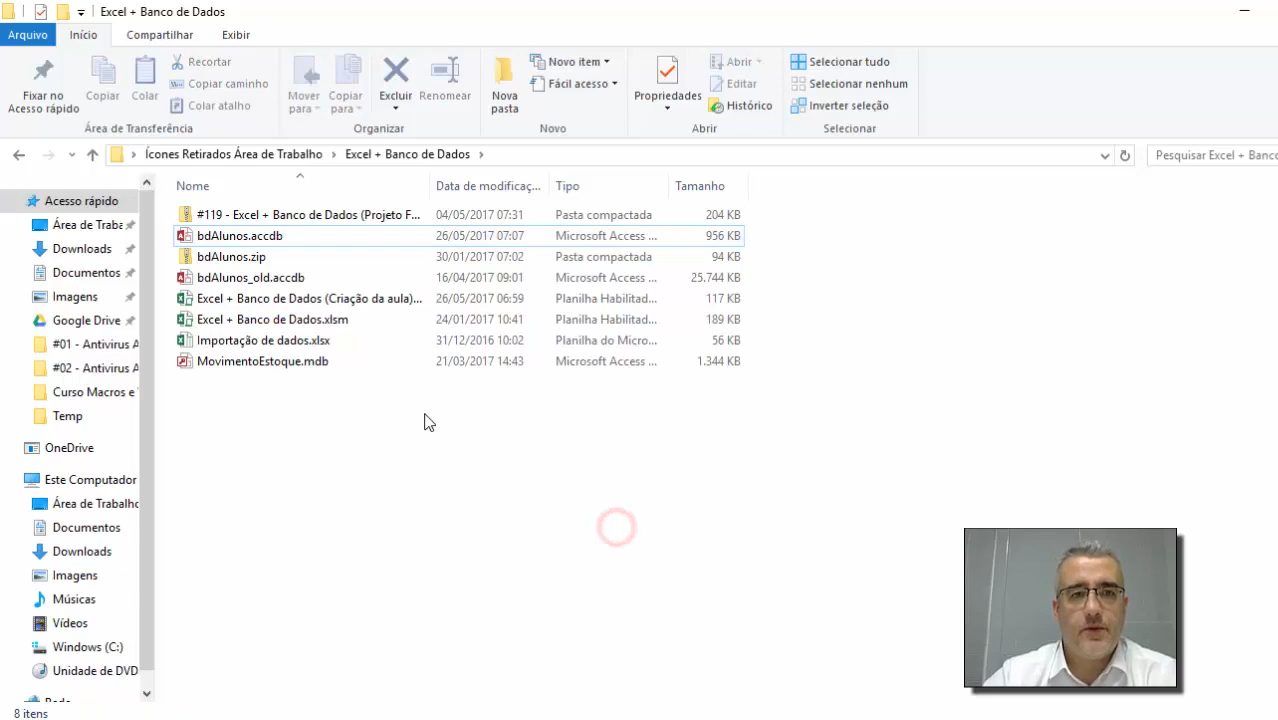 Excel + Banco de Dados
Arquivo Início Compartilhar Exibir
Fixar no Acesso rápido
Copiar
Colar
Recortar
Copiar caminho
Colar atalho
Área de Transferência
Mover para
Copiar para
Excluir
Renomear
Organizar
Nova pasta
Novo item
Fácil acesso
Novo
Propriedades
Abrir
Editar
Histórico
Abrir
Selecionar tudo
Selecionar nenhum
Inverter seleção
Selecionar
Ícones Retirados Área de Trabalho > Excel + Banco de Dados >
Pesquisar Excel + Banco
Acesso rápido
Área de Traba
Downloads
Documentos
Imagens
Google Drive
#01 - Antivirus A
#02 - Antivirus A
Curso Macros e
Temp
OneDrive
Este Computador
Área de Trabalho
Documentos
Downloads
Imagens
Músicas
Vídeos
Windows (C:)
Unidade de DVD
Nome Data de modificaç... Tipo Tamanho
#119 - Excel + Banco de Dados (Projeto F... 04/05/2017 07:31 Pasta compactada 204 KB
bdAlunos.accdb 26/05/2017 07:07 Microsoft Access ... 956 KB
bdAlunos.zip 30/01/2017 07:02 Pasta compactada 94 KB
bdAlunos_old.accdb 16/04/2017 09:01 Microsoft Access ... 25.744 KB
Excel + Banco de Dados (Criação da aula)... 26/05/2017 06:59 Planilha Habilitad... 117 KB
Excel + Banco de Dados.xlsm 24/01/2017 10:41 Planilha Habilitad... 189 KB
Importação de dados.xlsx 31/12/2016 10:02 Planilha do Micro... 56 KB
MovimentoEstoque.mdb 21/03/2017 14:43 Microsoft Access ... 1.344 KB
8 itens